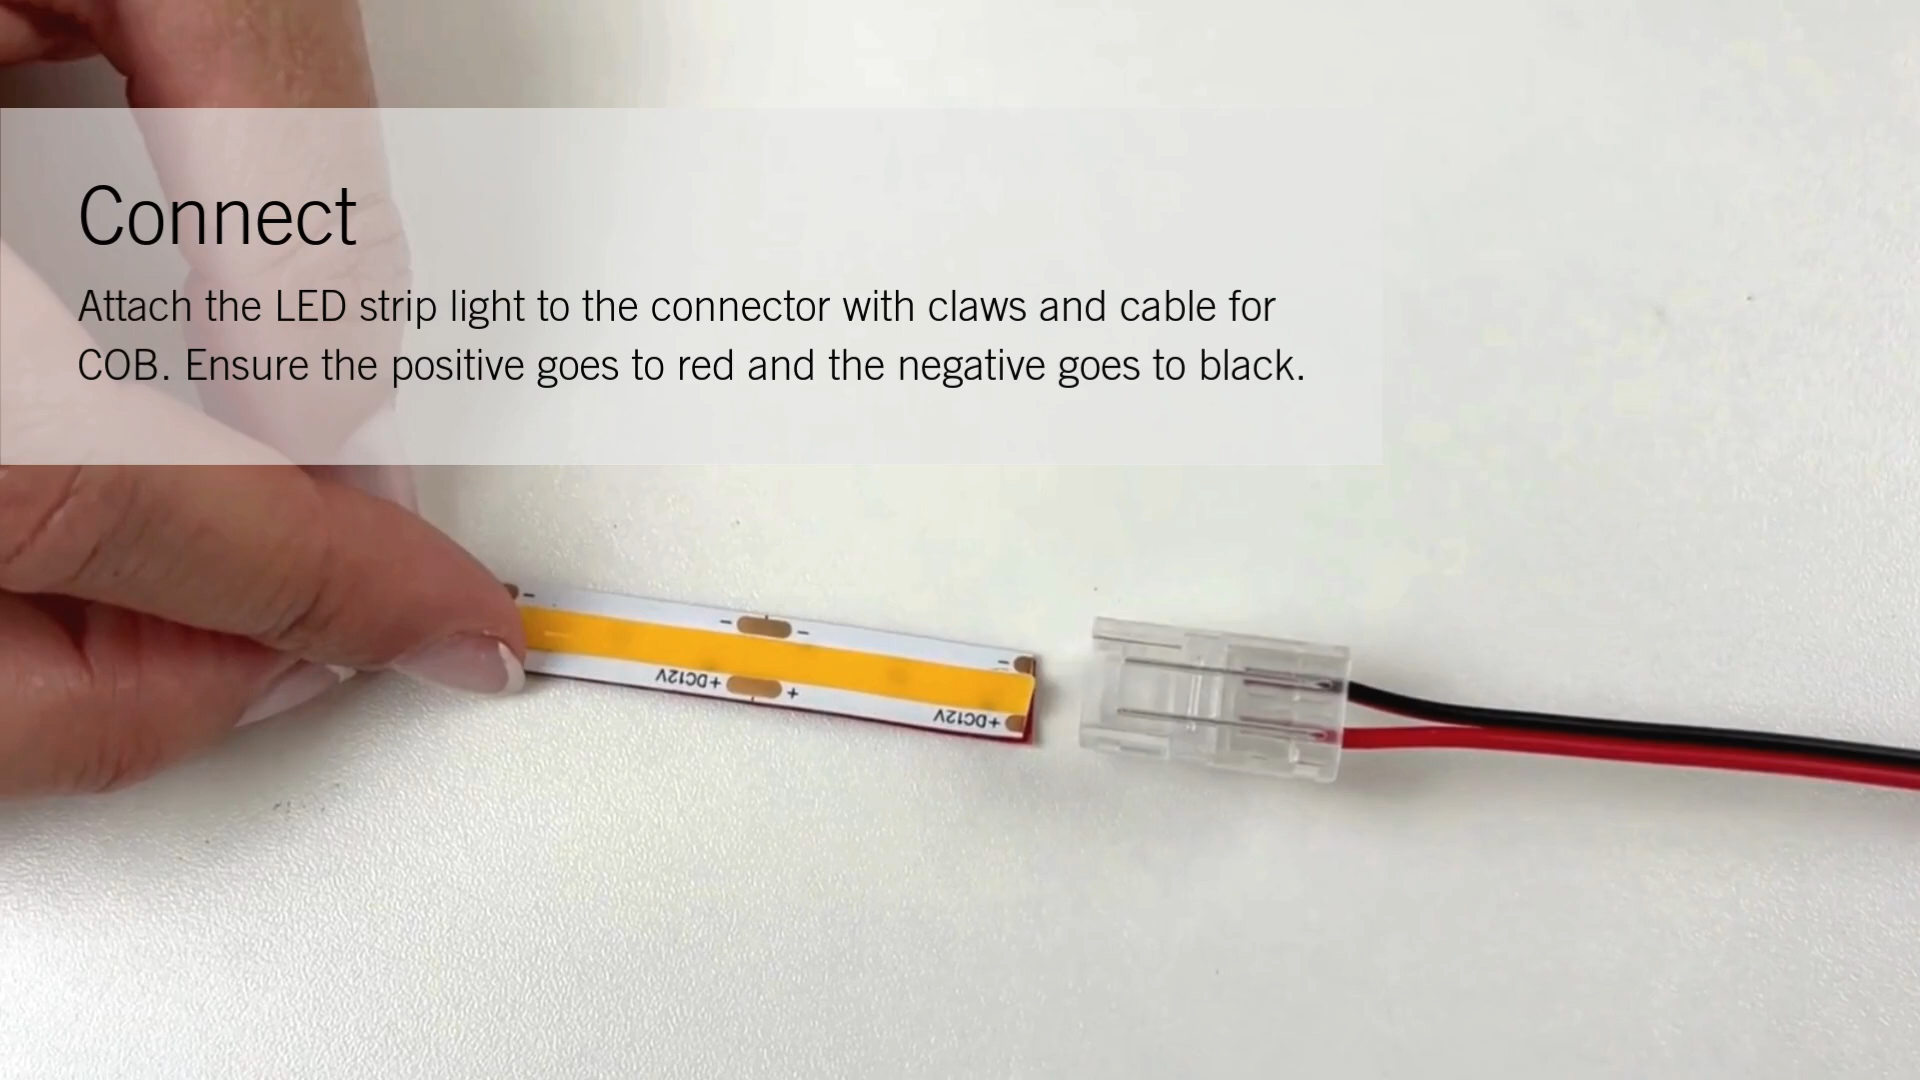 Connect
Attach the LED strip light to the connector with claws and cable for
COB. Ensure the positive goes to red and the negative goes to black.
- - -
-
+DC12V +
+DC12V